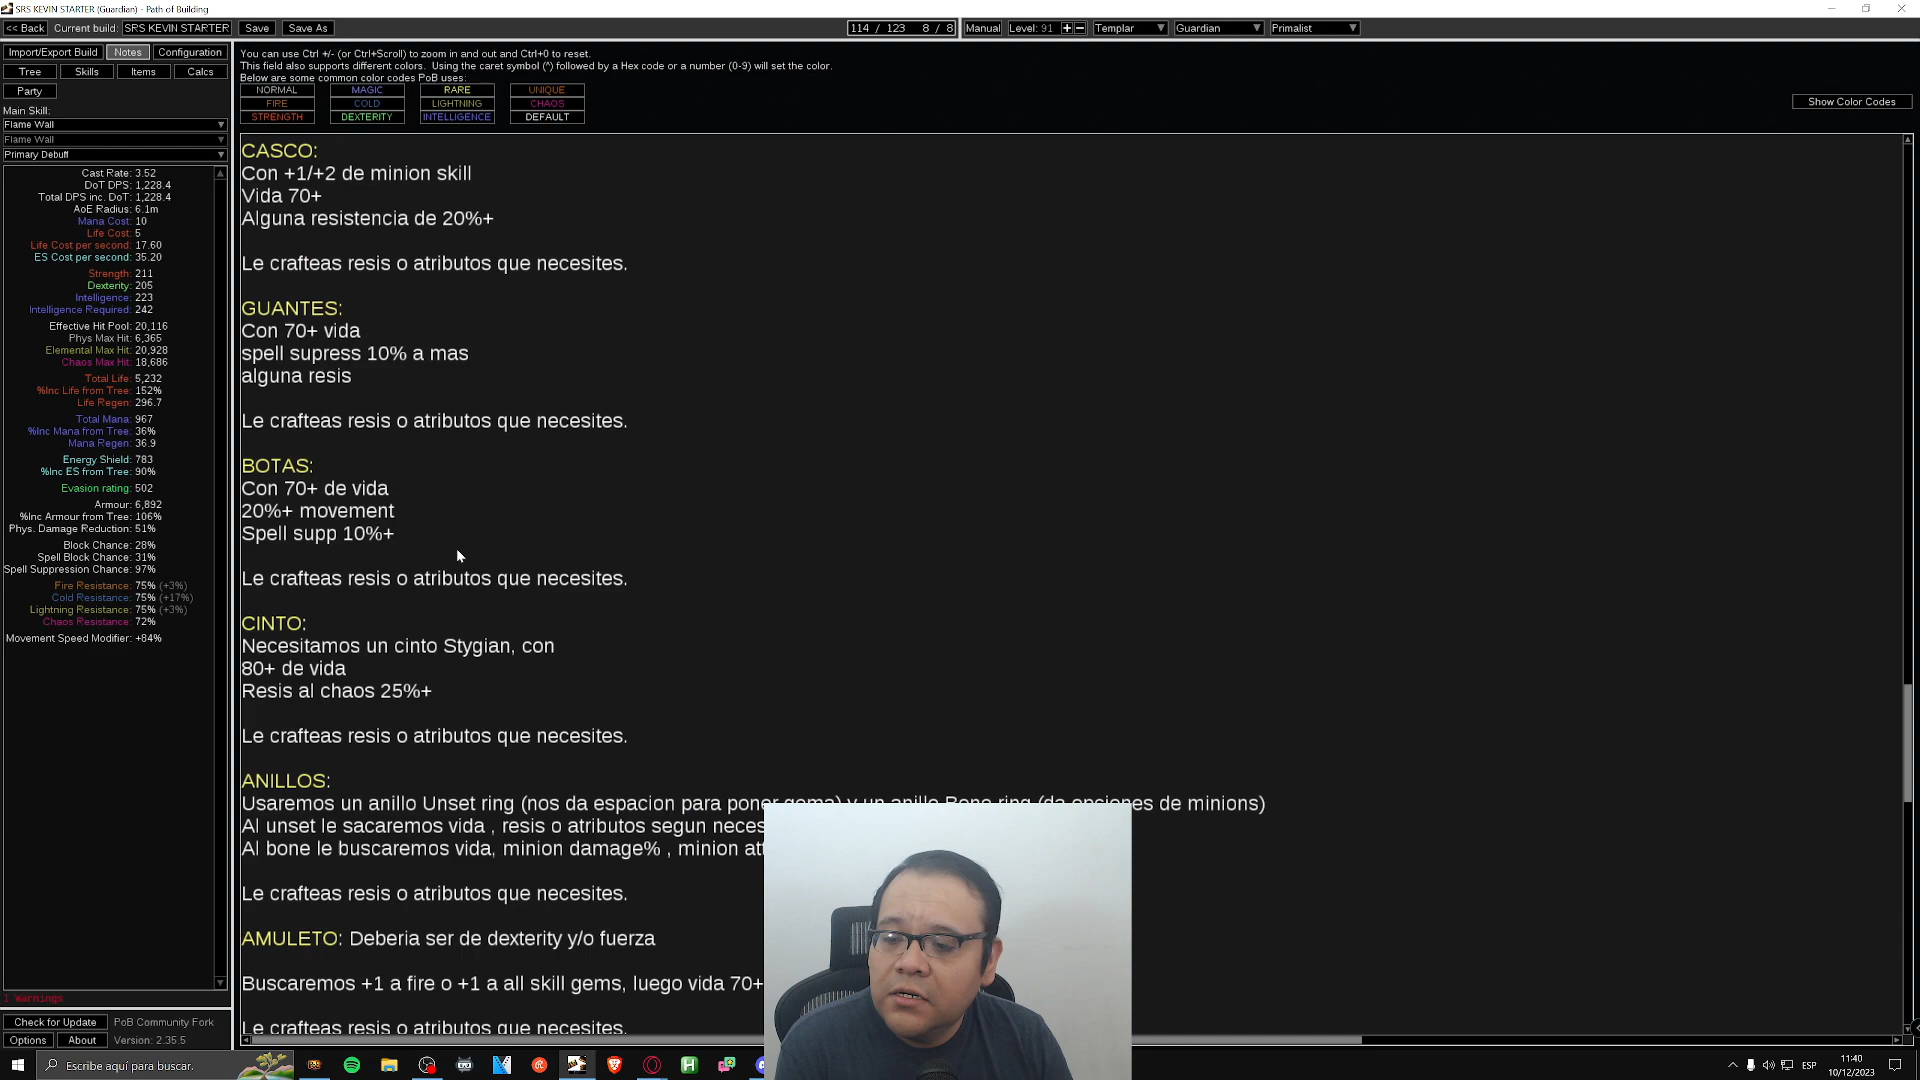 SRS KEVIN STARTER (Guardian) - Path of Building
<< Back Current build: SRS KEVIN STARTER Save Save As 114 / 123 8 / 8 Manual Level: 91 Templar Guardian Primalist
Import/Export Build Notes Configuration
Tree Skills Items Calcs
Party
Main Skill:
Flame Wall
Flame Wall
Primary Debuff
Cast Rate: 3.52
DoT DPS: 1,228.4
Total DPS inc. DoT: 1,228.4
AoE Radius: 6.1m
Mana Cost: 10
Life Cost: 5
Life Cost per second: 17.60
ES Cost per second: 35.20
Strength: 211
Dexterity: 205
Intelligence: 223
Intelligence Required: 242
Effective Hit Pool: 20,116
Phys Max Hit: 6,365
Elemental Max Hit: 20,928
Chaos Max Hit: 18,686
Total Life: 5,232
%Inc Life from Tree: 152%
Life Regen: 296.7
Total Mana: 967
%Inc Mana from Tree: 36%
Mana Regen: 36.9
Energy Shield: 783
%Inc ES from Tree: 90%
Evasion rating: 502
Armour: 6,892
%Inc Armour from Tree: 106%
Phys. Damage Reduction: 51%
Block Chance: 28%
Spell Block Chance: 31%
Spell Suppression Chance: 97%
Fire Resistance: 75% (+3%)
Cold Resistance: 75% (+17%)
Lightning Resistance: 75% (+3%)
Chaos Resistance: 72%
Movement Speed Modifier: +84%
1 Warnings
Check for Update PoB Community Fork
Options About Version: 2.35.5
You can use Ctrl +/- (or Ctrl+Scroll) to zoom in and out and Ctrl+0 to reset.
This field also supports different colors. Using the caret symbol (^) followed by a Hex code or a number (0-9) will set the color.
Below are some common color codes PoB uses:
NORMAL MAGIC RARE UNIQUE
FIRE COLD LIGHTNING CHAOS
STRENGTH DEXTERITY INTELLIGENCE DEFAULT
Show Color Codes
CASCO:
Con +1/+2 de minion skill
Vida 70+
Alguna resistencia de 20%+
Le crafteas resis o atributos que necesites.
GUANTES:
Con 70+ vida
spell supress 10% a mas
alguna resis
Le crafteas resis o atributos que necesites.
BOTAS:
Con 70+ de vida
20%+ movement
Spell supp 10%+
Le crafteas resis o atributos que necesites.
CINTO:
Necesitamos un cinto Stygian, con
80+ de vida
Resis al chaos 25%+
Le crafteas resis o atributos que necesites.
ANILLOS:
Usaremos un anillo Unset ring (nos da espacion para poner gema) y un anillo Bone ring (da opciones de minions)
Al unset le sacaremos vida , resis o atributos segun neces
Al bone le buscaremos vida, minion damage% , minion att
Le crafteas resis o atributos que necesites.
AMULETO: Deberia ser de dexterity y/o fuerza
Buscaremos +1 a fire o +1 a all skill gems, luego vida 70+
Le crafteas resis o atributos que necesites.
Escribe aquí para buscar.
ESP
11:40
10/12/2023